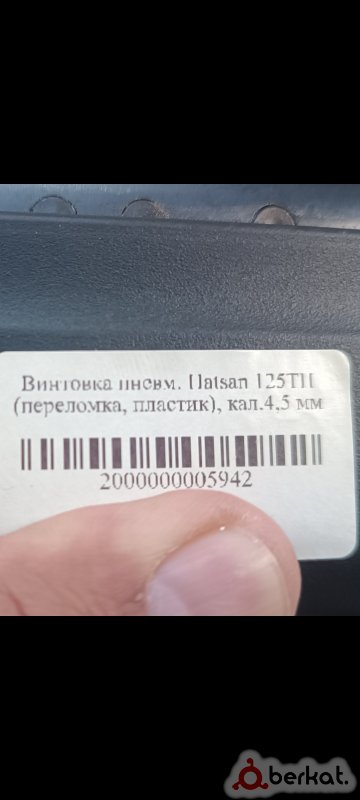 Винтовка пневм. Hatsan 125TH
(переломка, пластик), кал.4,5 мм
2000000005942
berkat.